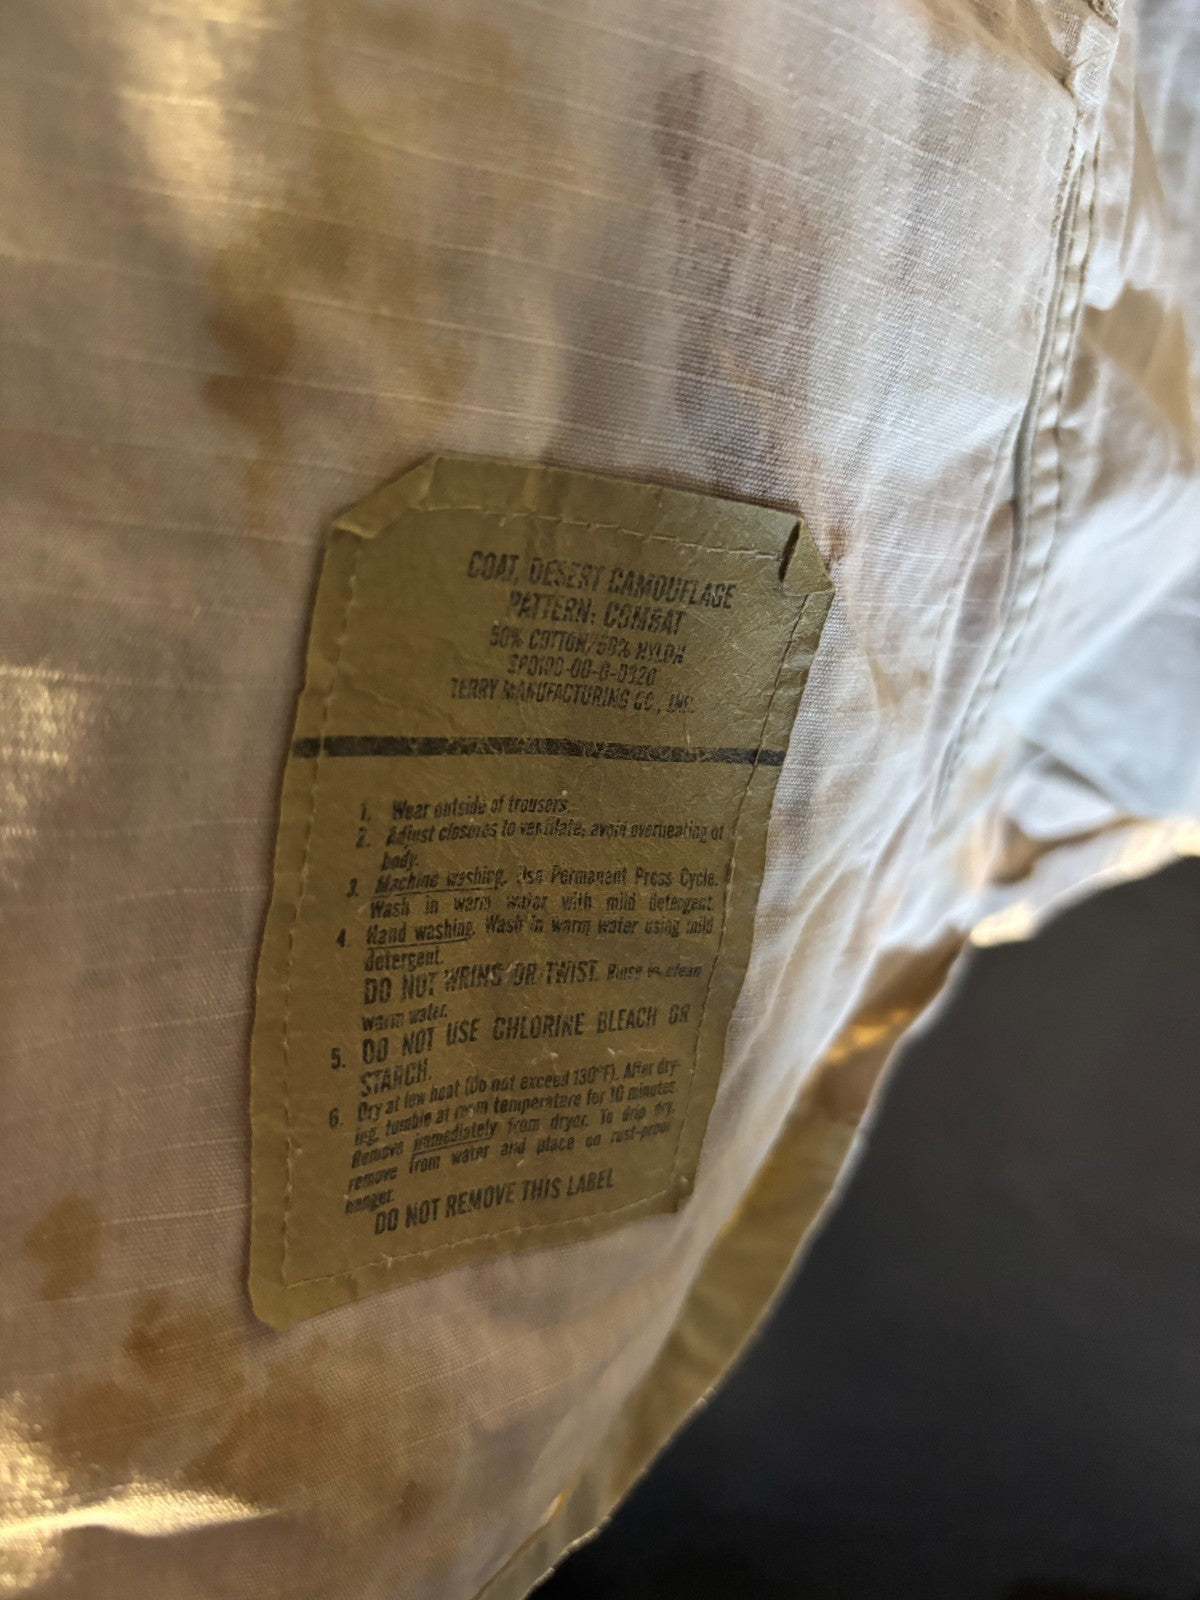 COAT, DESERT CAMOUFLAGE
PATTERN: COMBAT
50% COTTON/50% NYLON
SPO100-00-D-0320
TERRY MANUFACTURING CO., INC.
1. Wear outside of trousers.
2. Adjust closures to ventilate; avoid overheating of
body.
3. Machine washing. Use Permanent Press Cycle.
Wash in warm water with mild detergent.
4. Hand washing. Wash in warm water using mild
detergent.
DO NOT WRING OR TWIST. Rinse in clean
warm water.
5. DO NOT USE CHLORINE BLEACH OR
STARCH.
6. Dry at low heat (Do not exceed 130°F). After dry-
ing, tumble at room temperature for 10 minutes.
Remove immediately from dryer. To drip dry,
remove from water and place on rust-proof
hanger.
DO NOT REMOVE THIS LABEL